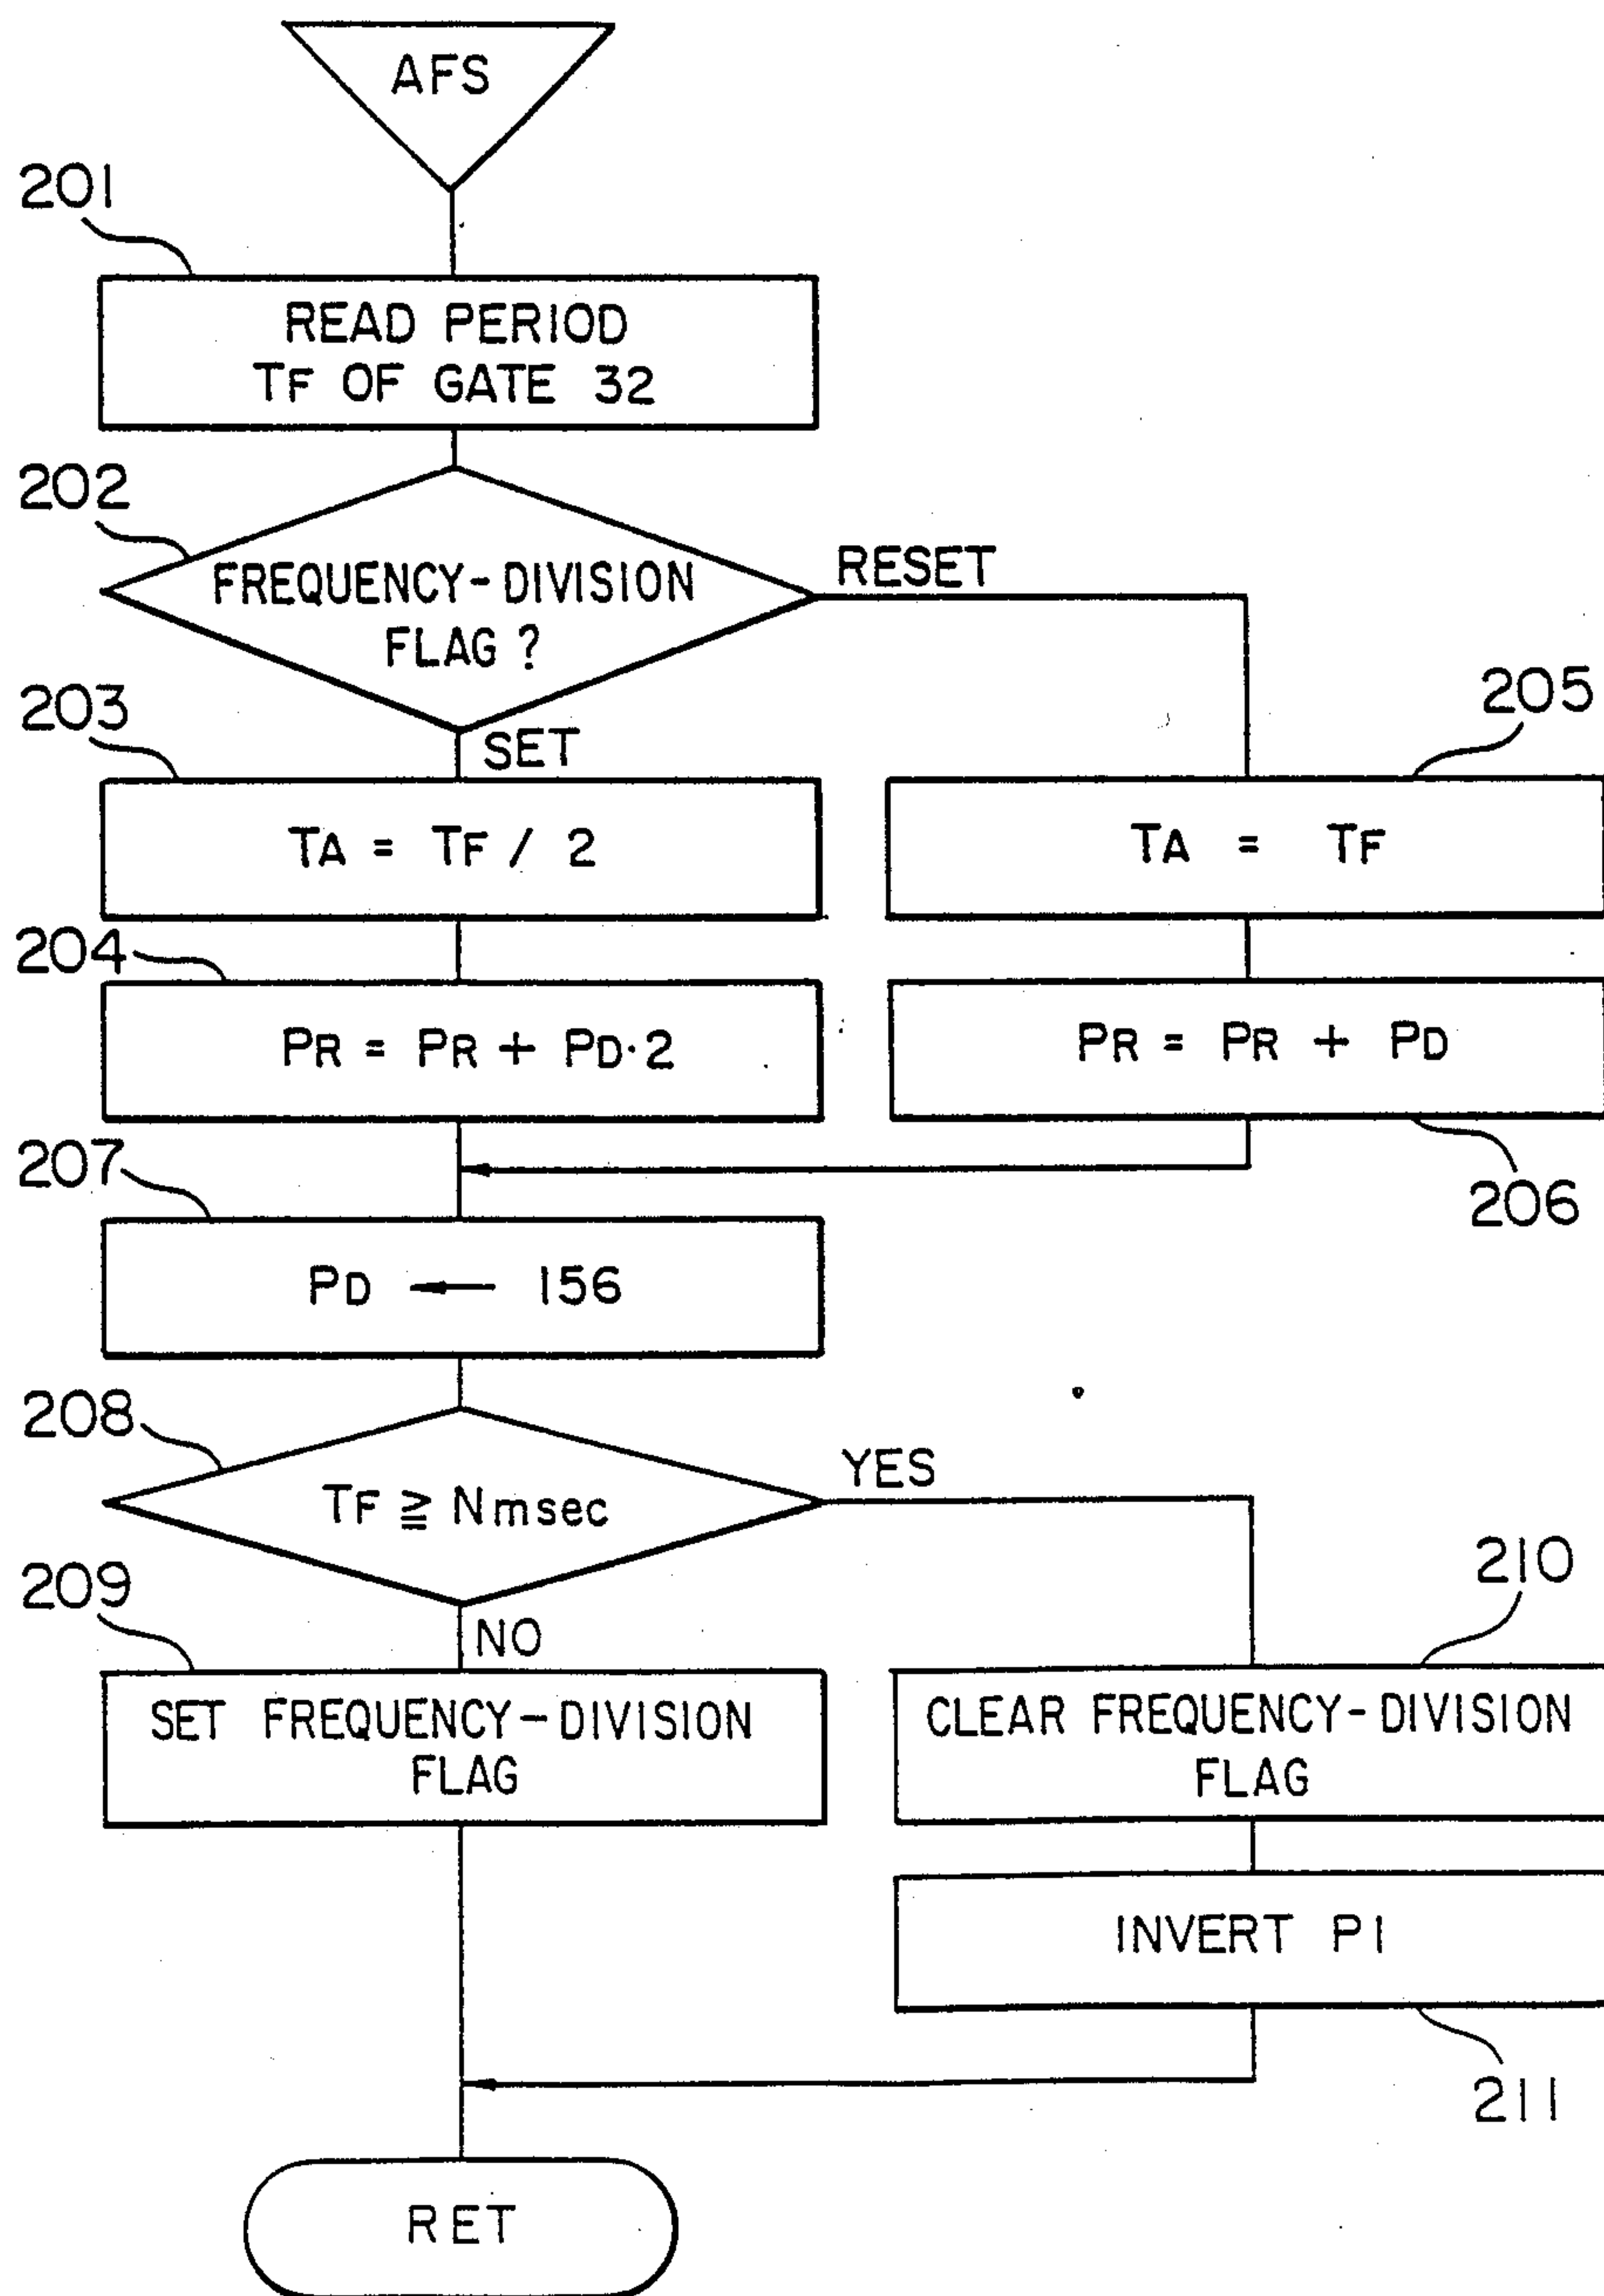 AFS
201
READ PERIOD
TF OF GATE 32
202
FREQUENCY-DIVISION
FLAG ?
RESET
203
SET
205
TA = TF / 2
TA = TF
204
PR = PR + PD·2
PR = PR + PD
207
206
PD ← 156
208
TF ≧ Nmsec
YES
209
NO
210
SET FREQUENCY-DIVISION
FLAG
CLEAR FREQUENCY-DIVISION
FLAG
INVERT P1
211
RET